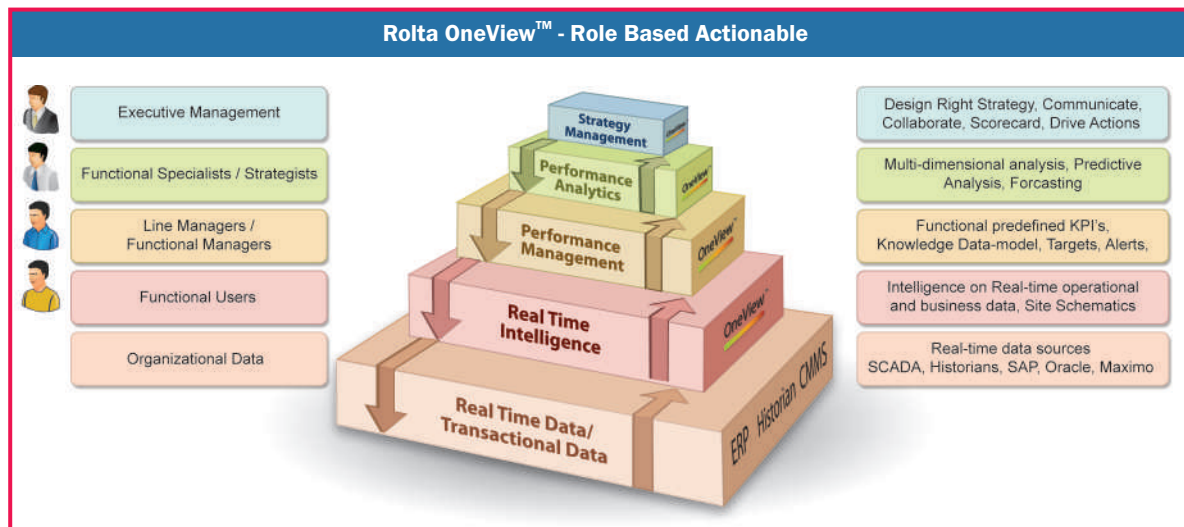 Rolta OneView™ - Role Based Actionable
Executive Management
Strategy
Management
OneView
Design Right Strategy, Communicate,
Collaborate, Scorecard, Drive Actions
Functional Specialists / Strategists
Performance
Analytics
OneView™
Multi-dimensional analysis, Predictive
Analysis, Forcasting
Line Managers /
Functional Managers
Performance
Management
OneView™
Functional predefined KPI's,
Knowledge Data-model, Targets, Alerts,
Functional Users
Real Time
Intelligence
OneView™
Intelligence on Real-time operational
and business data, Site Schematics
Organizational Data
Real Time Data/
Transactional Data
ERP Historian CMMS
Real-time data sources
SCADA, Historians, SAP, Oracle, Maximo